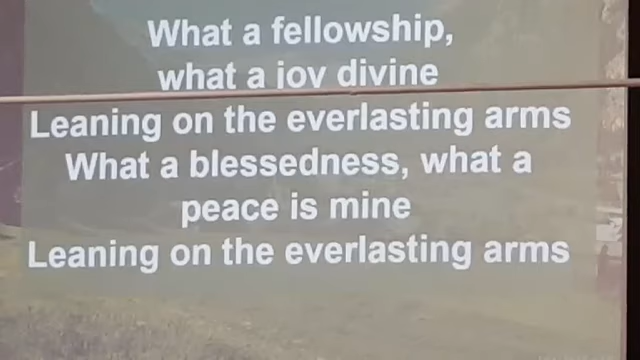 What a fellowship,
what a joy divine
Leaning on the everlasting arms
What a blessedness, what a
peace is mine
Leaning on the everlasting arms